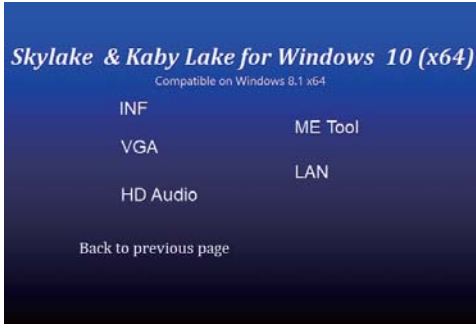 Skylake & Kaby Lake for Windows 10 (x64)
Compatible on Windows 8.1 x64
INF
VGA
HD Audio
ME Tool
LAN
Back to previous page